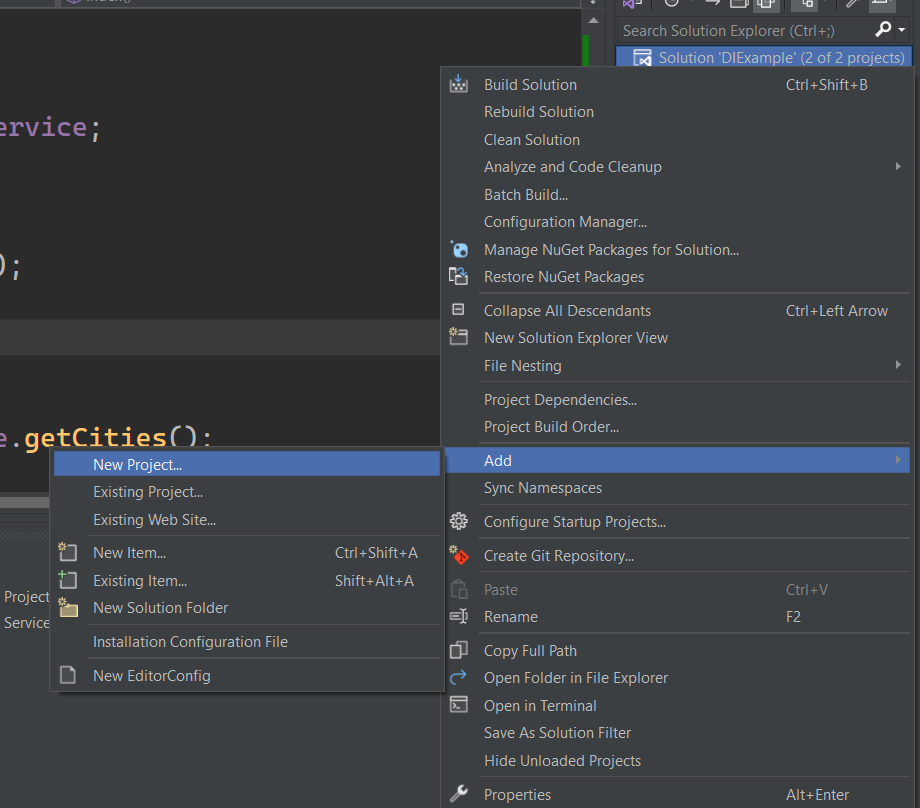 Search Solution Explorer (Ctrl+;)
Solution 'DIExample' (2 of 2 projects)
ervice;
);
e.getCities();
Build Solution Ctrl+Shift+B
Rebuild Solution
Clean Solution
Analyze and Code Cleanup
Batch Build...
Configuration Manager...
Manage NuGet Packages for Solution...
Restore NuGet Packages
Collapse All Descendants Ctrl+Left Arrow
New Solution Explorer View
File Nesting
Project Dependencies...
Project Build Order...
Add
Sync Namespaces
Configure Startup Projects...
Create Git Repository...
Paste Ctrl+V
Rename F2
Copy Full Path
Open Folder in File Explorer
Open in Terminal
Save As Solution Filter
Hide Unloaded Projects
Properties Alt+Enter
New Project...
Existing Project...
Existing Web Site...
New Item... Ctrl+Shift+A
Existing Item... Shift+Alt+A
New Solution Folder
Installation Configuration File
New EditorConfig
Project
Service